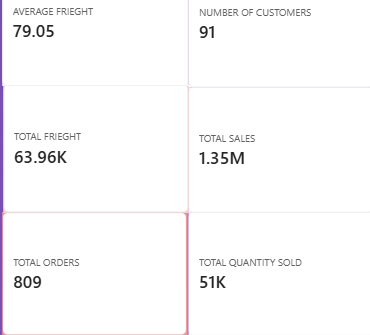 AVERAGE FRIEGHT
79.05
NUMBER OF CUSTOMERS
91
TOTAL FRIEGHT
63.96K
TOTAL SALES
1.35M
TOTAL ORDERS
809
TOTAL QUANTITY SOLD
51K